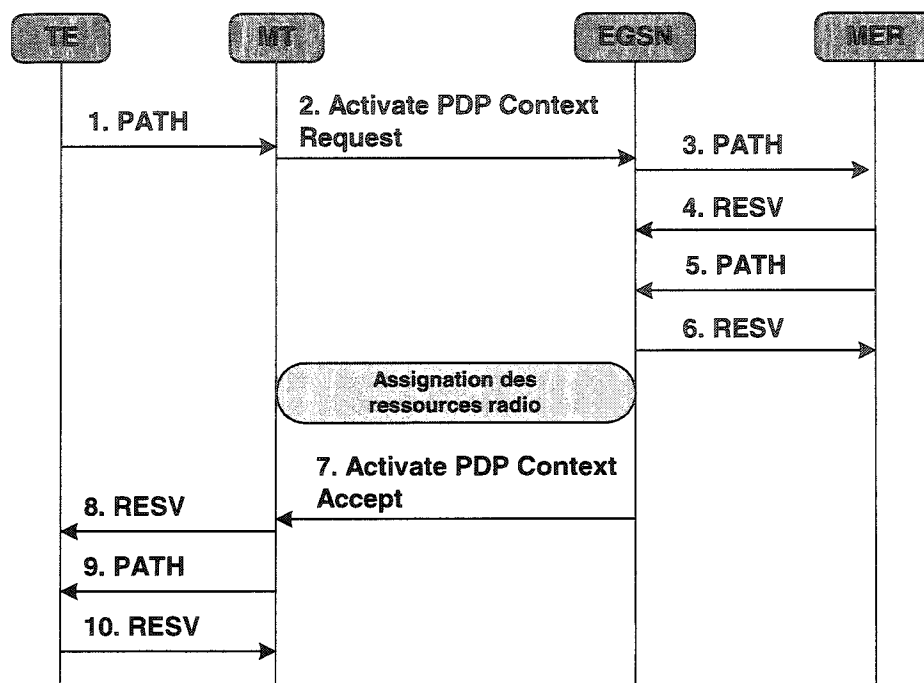 TE
MT
EGSN
MER
1. PATH
2. Activate PDP Context
Request
3. PATH
4. RESV
5. PATH
6. RESV
Assignation des
ressources radio
7. Activate PDP Context
Accept
8. RESV
9. PATH
10. RESV